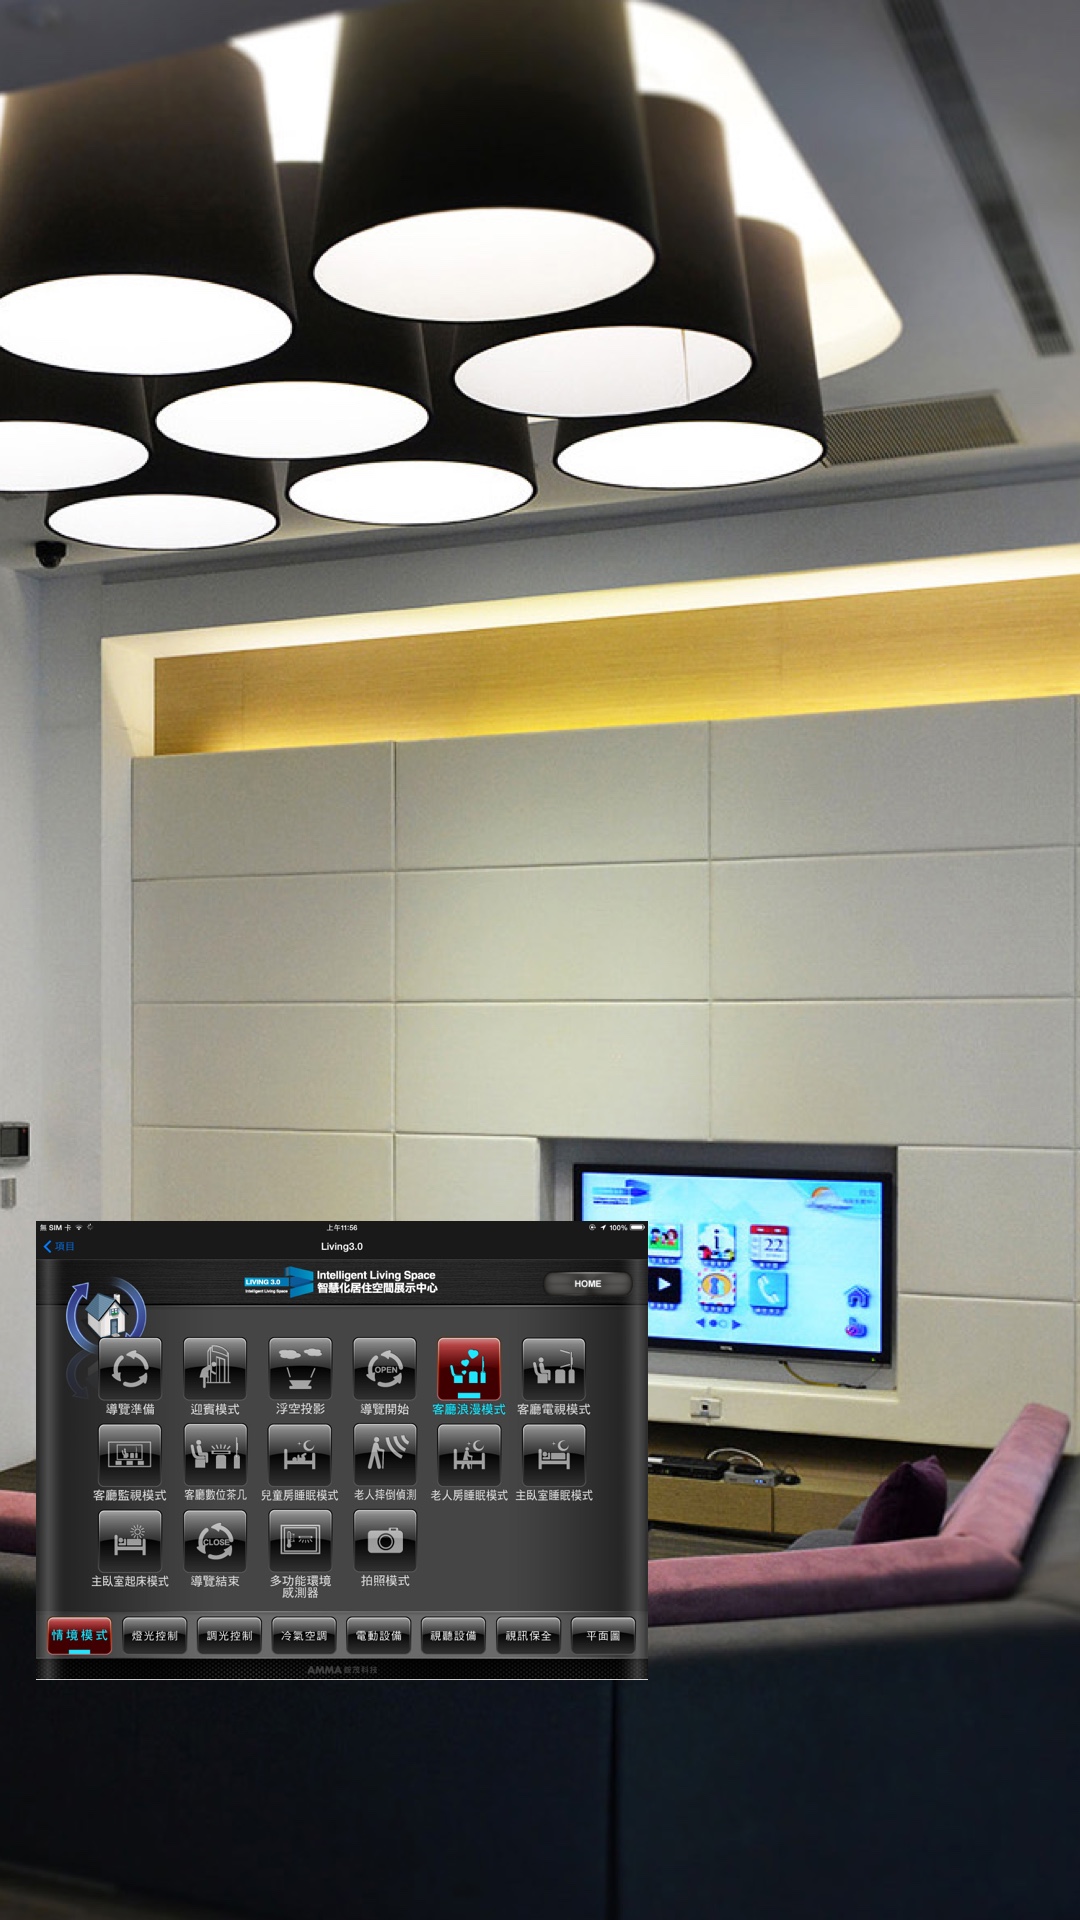 22
無 SIM 卡
上午11:56
100%
項目
Living3.0
LIVING 3.0
Intelligent Living Space
Intelligent Living Space
智慧化居住空間展示中心
HOME
OPEN
導覽準備
迎賓模式
浮空投影
導覽開始
客廳浪漫模式
客廳電視模式
客廳監視模式
客廳數位茶几
兒童房睡眠模式
老人摔倒偵測
老人房睡眠模式
主臥室睡眠模式
CLOSE
主臥室起床模式
導覽結束
多功能環境
感測器
拍照模式
情境模式
燈光控制
調光控制
冷氣空調
電動設備
視聽設備
視訊保全
平面圖